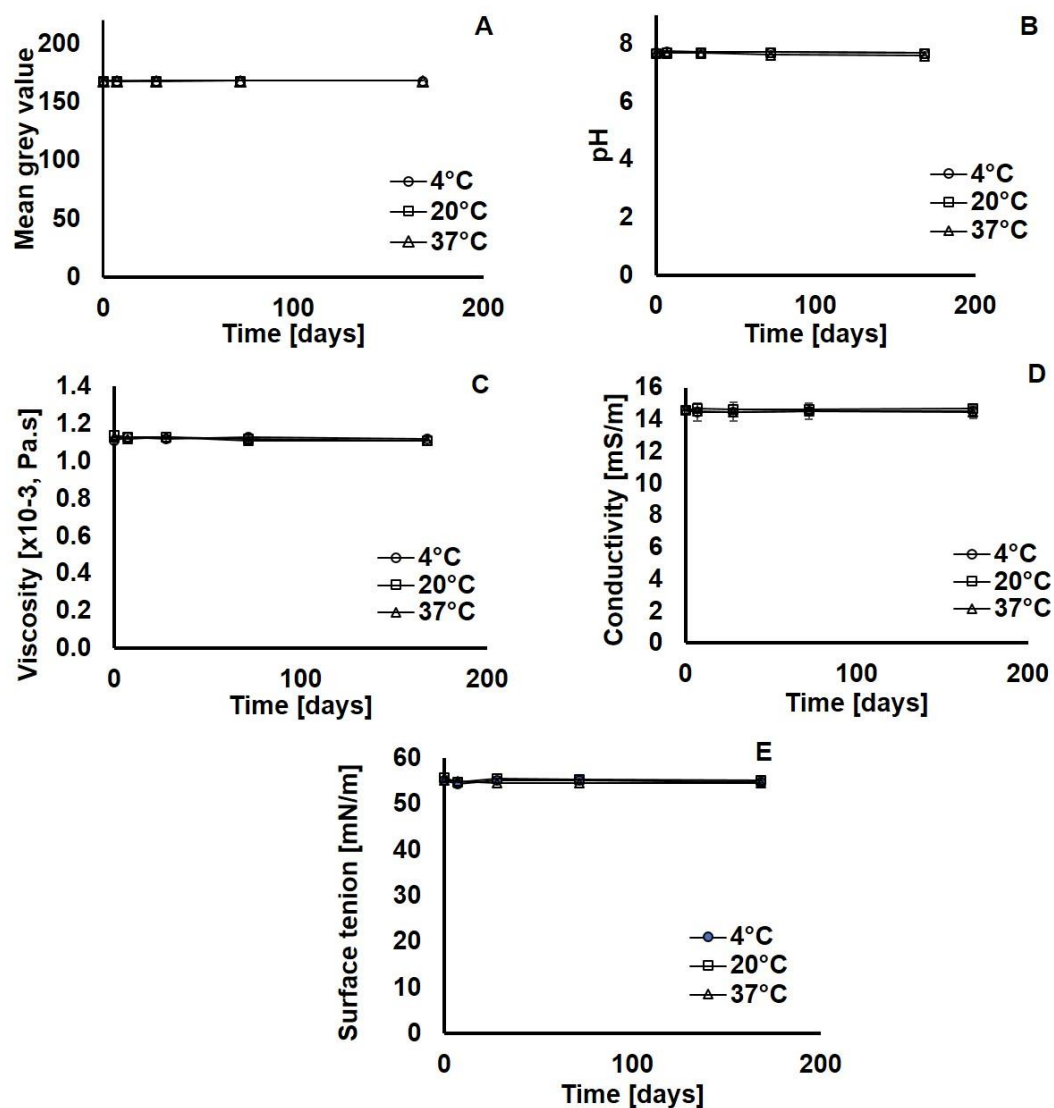 A
Mean grey value
200
150
100
50
0
4°C
20°C
37°C
0 100 200
Time [days]
B
pH
8
6
4
2
0
4°C
20°C
37°C
0 100 200
Time [days]
C
Viscosity [x10-3, Pa.s]
1.4
1.2
1.0
0.8
0.6
0.4
0.2
0.0
4°C
20°C
37°C
0 100 200
Time [days]
D
Conductivity [mS/m]
16
14
12
10
8
6
4
2
0
4°C
20°C
37°C
0 100 200
Time [days]
E
Surface tenion [mN/m]
60
50
40
30
20
10
0
4°C
20°C
37°C
0 100 200
Time [days]